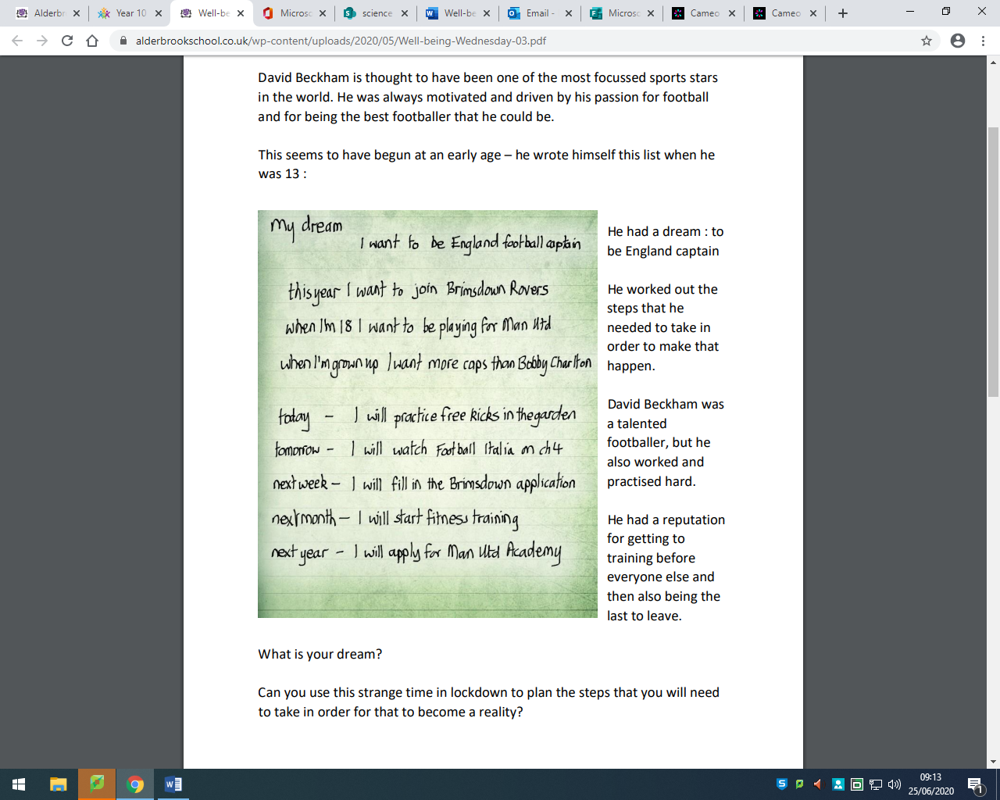 Alderbr
Year 10
Well-be
Microsc
science
Well-be
Email -
Microsc
Cameo
Cameo
alderbrookschool.co.uk/wp-content/uploads/2020/05/Well-being-Wednesday-03.pdf
David Beckham is thought to have been one of the most focussed sports stars
in the world. He was always motivated and driven by his passion for football
and for being the best footballer that he could be.
This seems to have begun at an early age – he wrote himself this list when he
was 13 :
My dream
I want to be England football captain
this year I want to join Brimsdown Rovers
when I'm 18 I want to be playing for Man Utd
when I'm grown up I want more caps than Bobby Charlton
today – I will practice free kicks in the garden
tomorrow – I will watch Football Italia on ch4
next week – I will fill in the Brimsdown application
next month – I will start fitness training
next year – I will apply for Man Utd Academy
He had a dream : to
be England captain
He worked out the
steps that he
needed to take in
order to make that
happen.
David Beckham was
a talented
footballer, but he
also worked and
practised hard.
He had a reputation
for getting to
training before
everyone else and
then also being the
last to leave.
What is your dream?
Can you use this strange time in lockdown to plan the steps that you will need
to take in order for that to become a reality?
09:13
25/06/2020
1